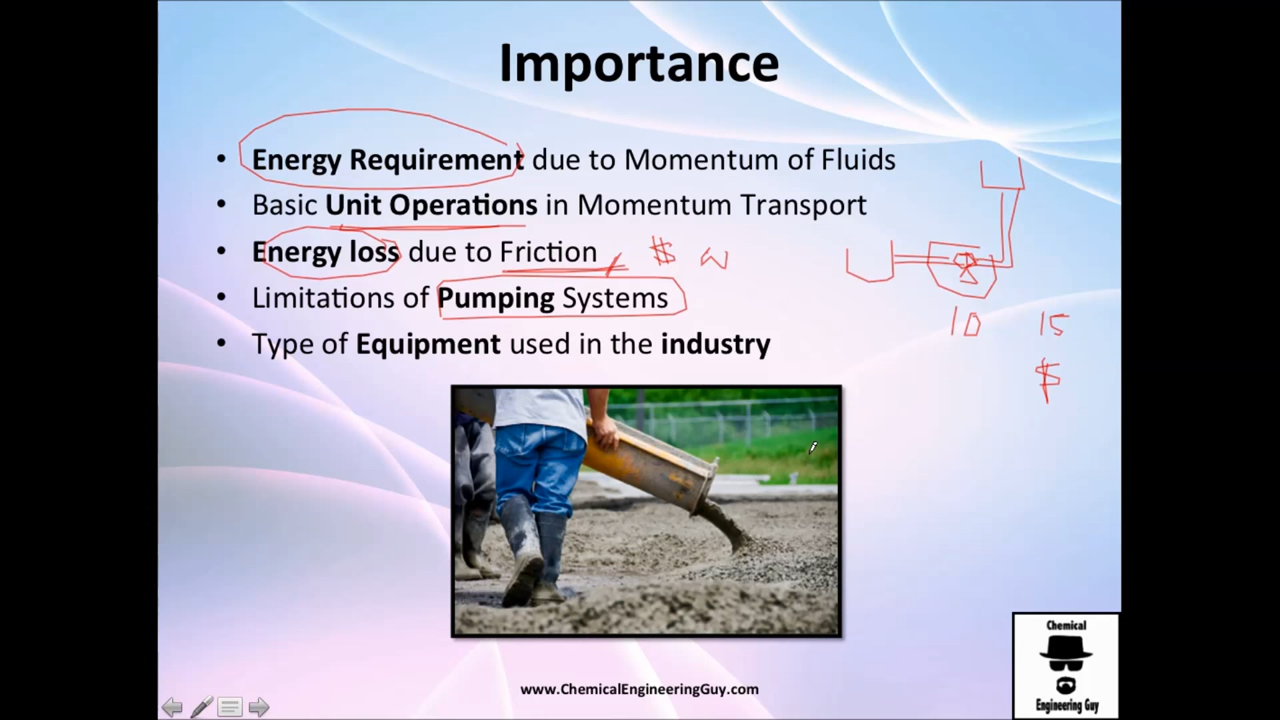 Importance
• Energy Requirement due to Momentum of Fluids
• Basic Unit Operations in Momentum Transport
• Energy loss due to Friction $
• Limitations of Pumping Systems
• Type of Equipment used in the industry
10 15
$
www.ChemicalEngineeringGuy.com
Chemical
Engineering Guy